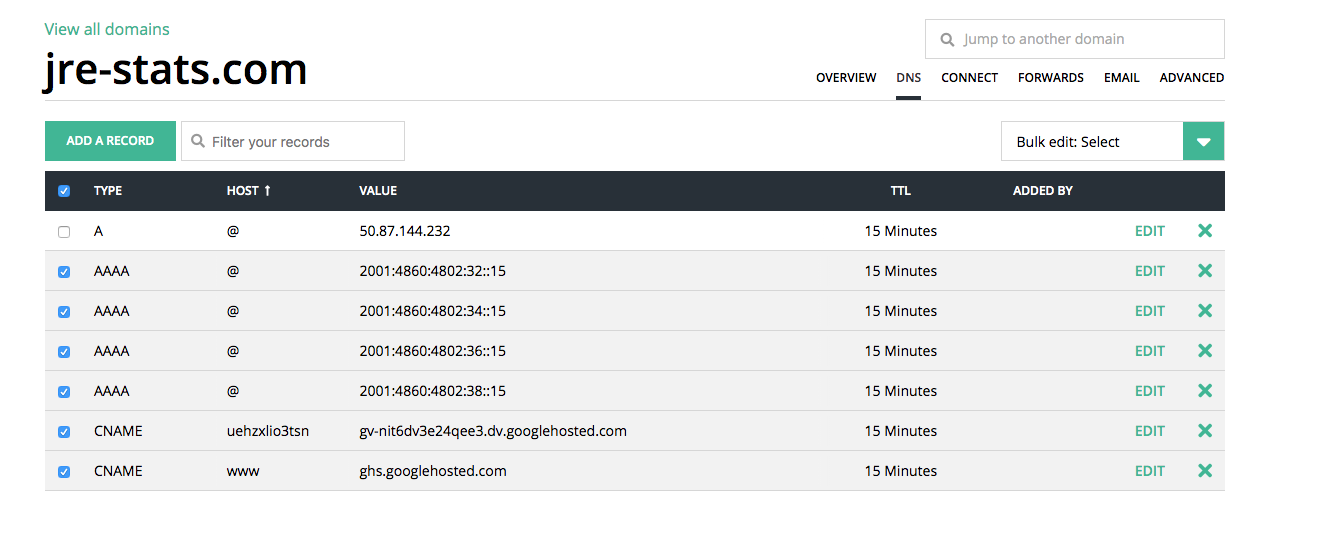 View all domains
Jump to another domain
jre-stats.com
OVERVIEW DNS CONNECT FORWARDS EMAIL ADVANCED
ADD A RECORD Filter your records Bulk edit: Select
TYPE HOST ↑ VALUE TTL ADDED BY
A @ 50.87.144.232 15 Minutes EDIT
AAAA @ 2001:4860:4802:32::15 15 Minutes EDIT
AAAA @ 2001:4860:4802:34::15 15 Minutes EDIT
AAAA @ 2001:4860:4802:36::15 15 Minutes EDIT
AAAA @ 2001:4860:4802:38::15 15 Minutes EDIT
CNAME uehzxlio3tsn gv-nit6dv3e24qee3.dv.googlehosted.com 15 Minutes EDIT
CNAME www ghs.googlehosted.com 15 Minutes EDIT